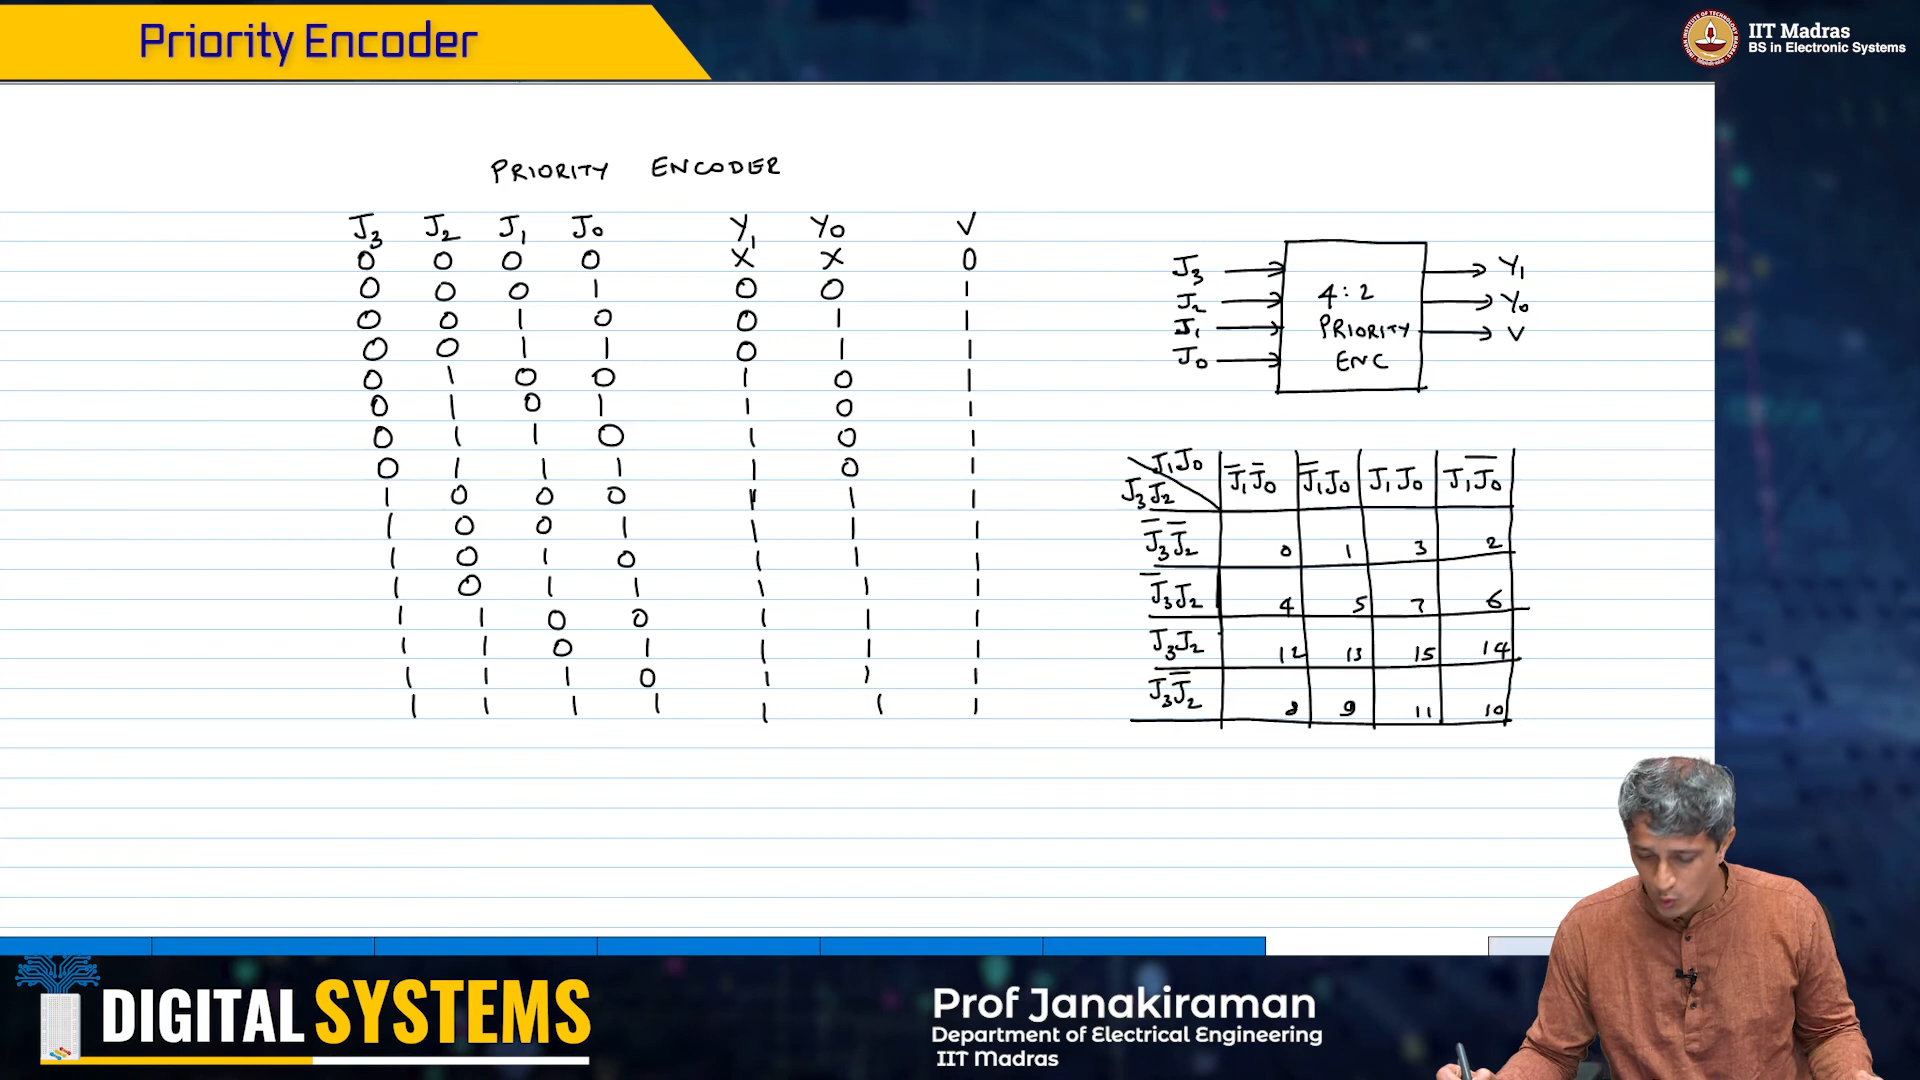 Priority Encoder
IIT Madras
BS in Electronic Systems
PRIORITY ENCODER
J3 J2 J1 J0 Y1 Y0 V
0 0 0 0 X X 0
0 0 0 1 0 0 1
0 0 1 0 0 1 1
0 0 1 1 0 1 1
0 1 0 0 1 0 1
0 1 0 1 1 0 1
0 1 1 0 1 0 1
0 1 1 1 1 0 1
1 0 0 0 1 1 1
1 0 0 1 1 1 1
1 0 1 0 1 1 1
1 0 1 1 1 1 1
1 1 0 0 1 1 1
1 1 0 1 1 1 1
1 1 1 0 1 1 1
1 1 1 1 1 1 1
J3 Y1
J2 4:2 Y0
J1 PRIORITY V
J0 ENC
J1J0 J̅1J̅0 J̅1J0 J1J0 J1J̅0
J3J2
J̅3J̅2 0 1 3 2
J̅3J2 4 5 7 6
J3J2 12 13 15 14
J3J̅2 8 9 11 10
DIGITAL SYSTEMS
Prof Janakiraman
Department of Electrical Engineering
IIT Madras